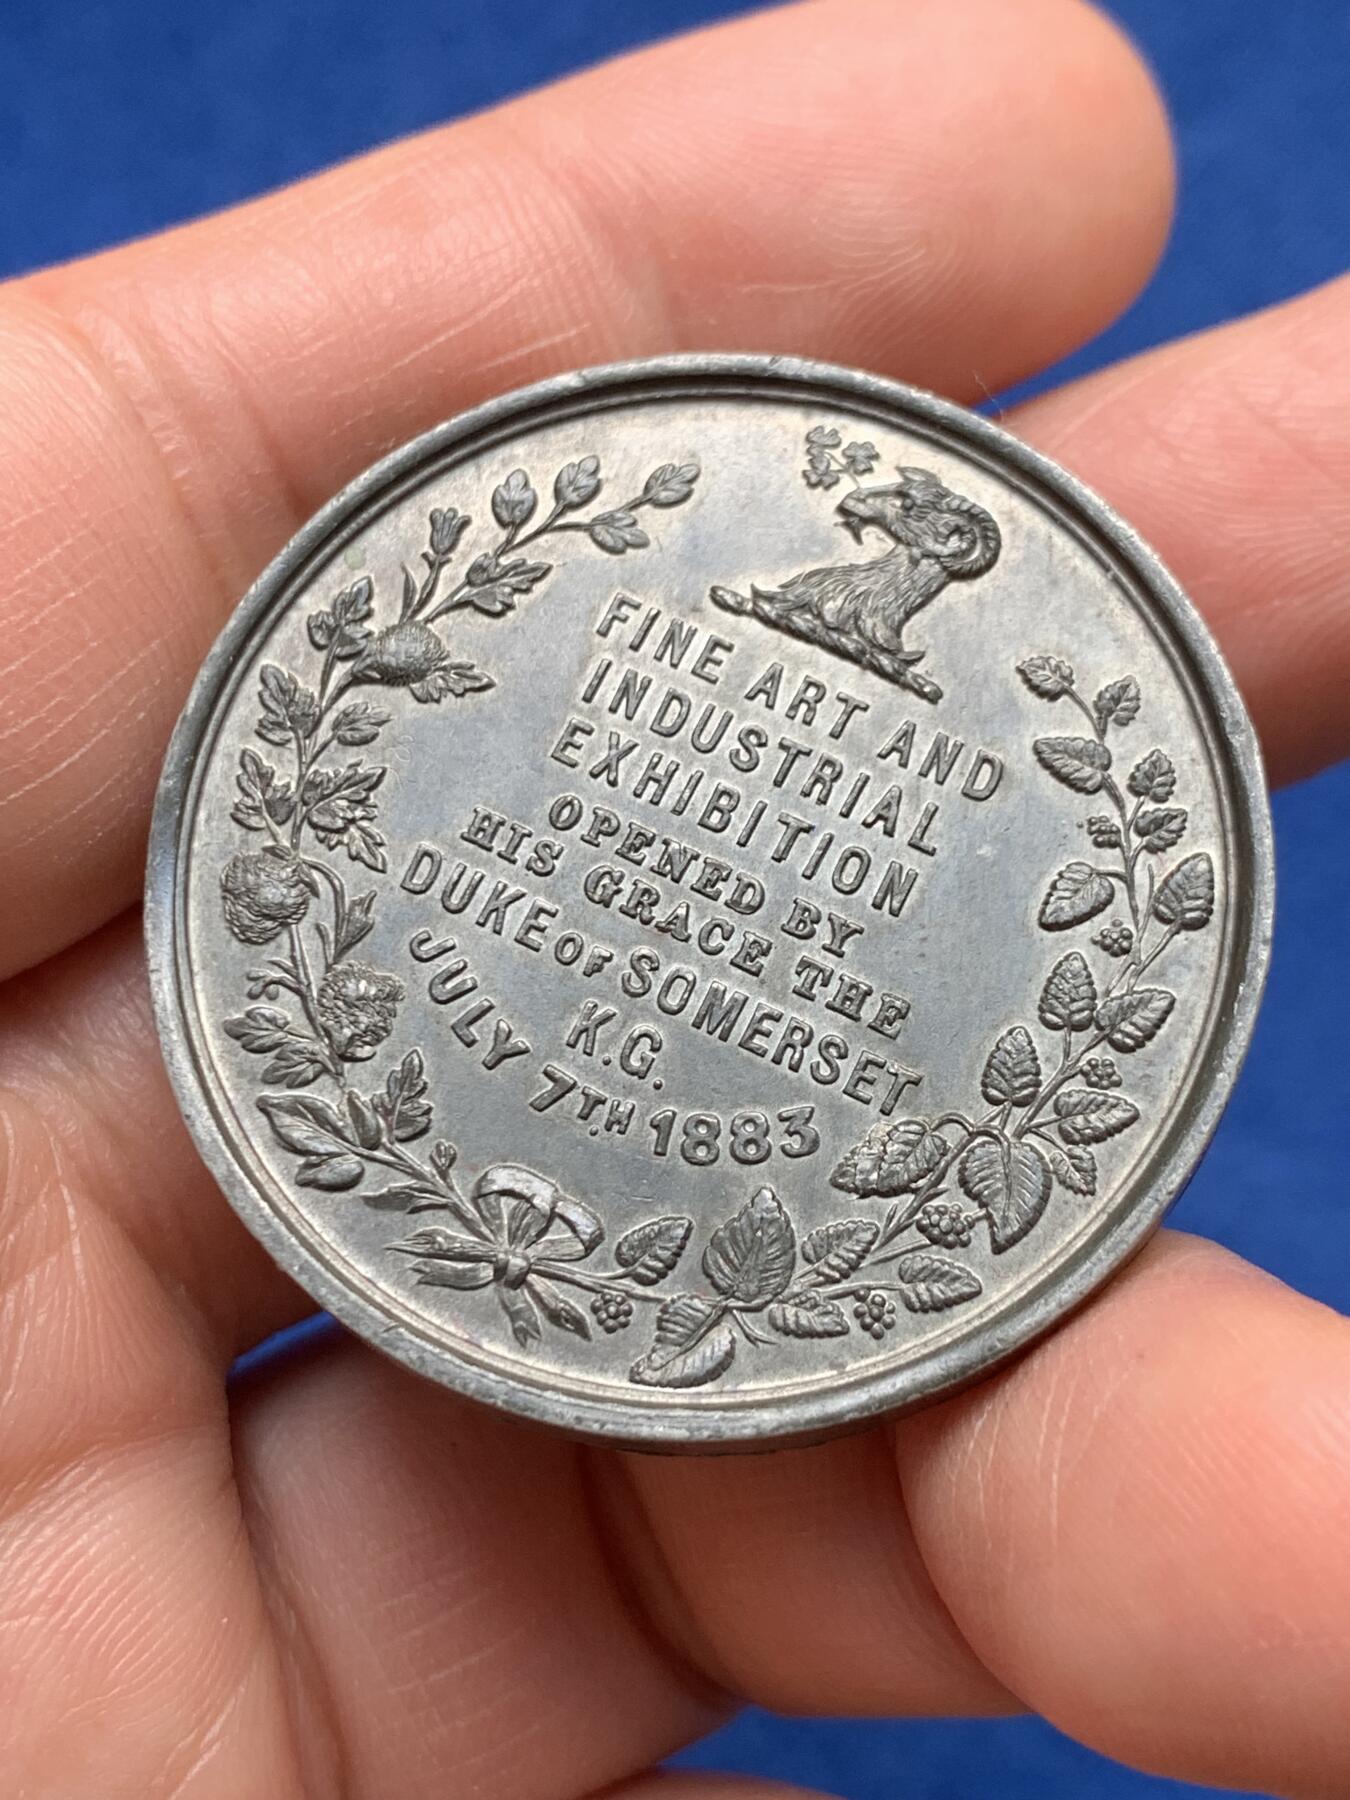 FINE ART AND
INDUSTRIAL
EXHIBITION
OPENED BY
HIS GRACE THE
DUKE OF SOMERSET
K.G.
JULY 7TH 1883